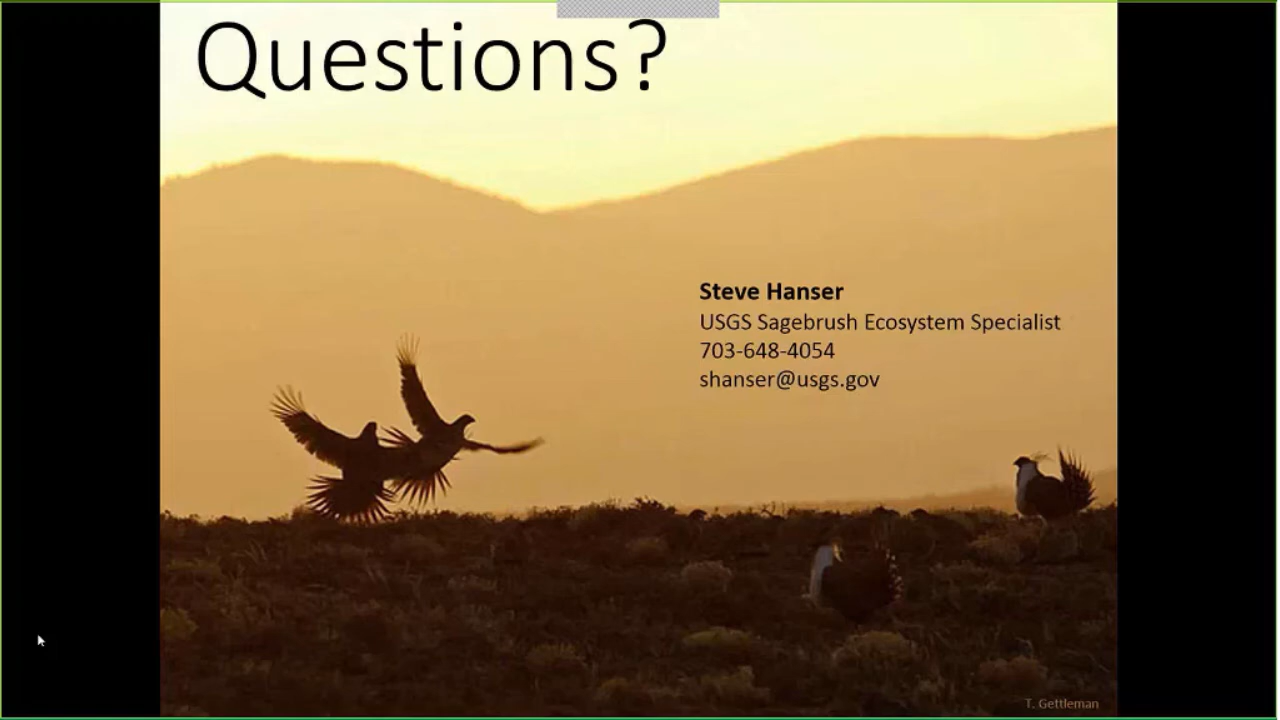 Questions?
Steve Hanser
USGS Sagebrush Ecosystem Specialist
703-648-4054
shanser@usgs.gov
T. Gettleman